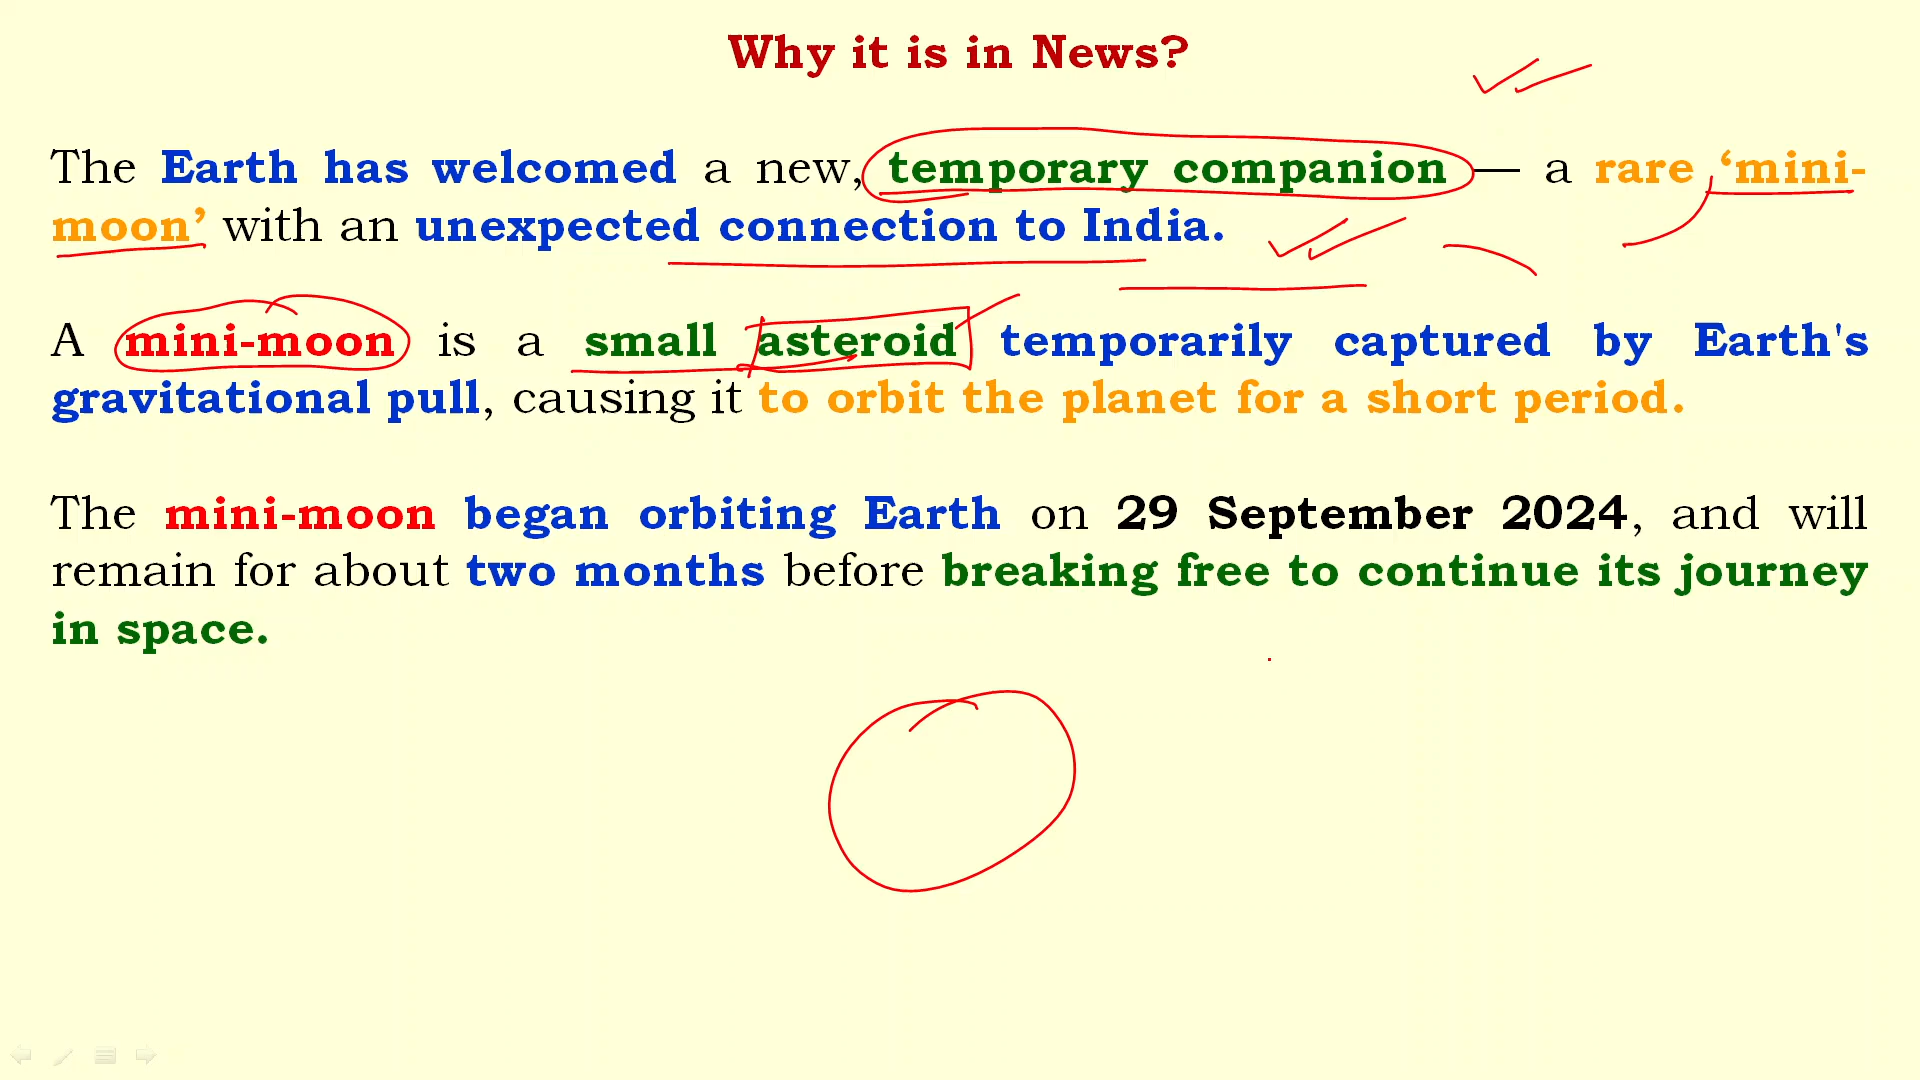 Why it is in News?
The Earth has welcomed a new, temporary companion — a rare ‘mini-
moon’ with an unexpected connection to India.
A mini-moon is a small asteroid temporarily captured by Earth's
gravitational pull, causing it to orbit the planet for a short period.
The mini-moon began orbiting Earth on 29 September 2024, and will
remain for about two months before breaking free to continue its journey
in space.